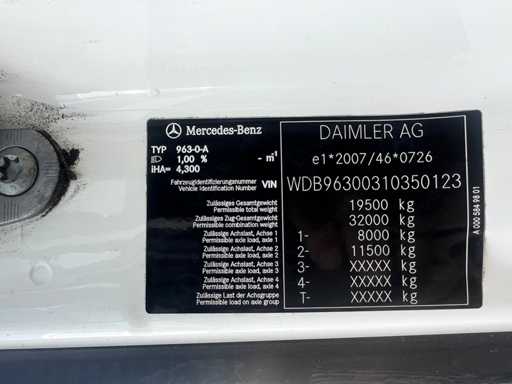 Mercedes-Benz
DAIMLER AG
TYP 963-0-A
1,00 % - m¹
iHA= 4,300
e1*2007/46*0726
Fahrzeugidentifizierungsnummer
Vehicle Identification Number VIN
WDB96300310350123
Zulässiges Gesamtgewicht
Permissible total weight
19500 kg
Zulässiges Zug-Gesamtgewicht
Permissible combination weight
32000 kg
Zulässige Achslast, Achse 1
Permissible axle load, axle 1
1- 8000 kg
Zulässige Achslast, Achse 2
Permissible axle load, axle 2
2- 11500 kg
Zulässige Achslast, Achse 3
Permissible axle load, axle 3
3- XXXXX kg
Zulässige Achslast, Achse 4
Permissible axle load, axle 4
4- XXXXX kg
Zulässige Last der Achsgruppe
Permissible load on axle group
T- XXXXX kg
A 000 584 98 01